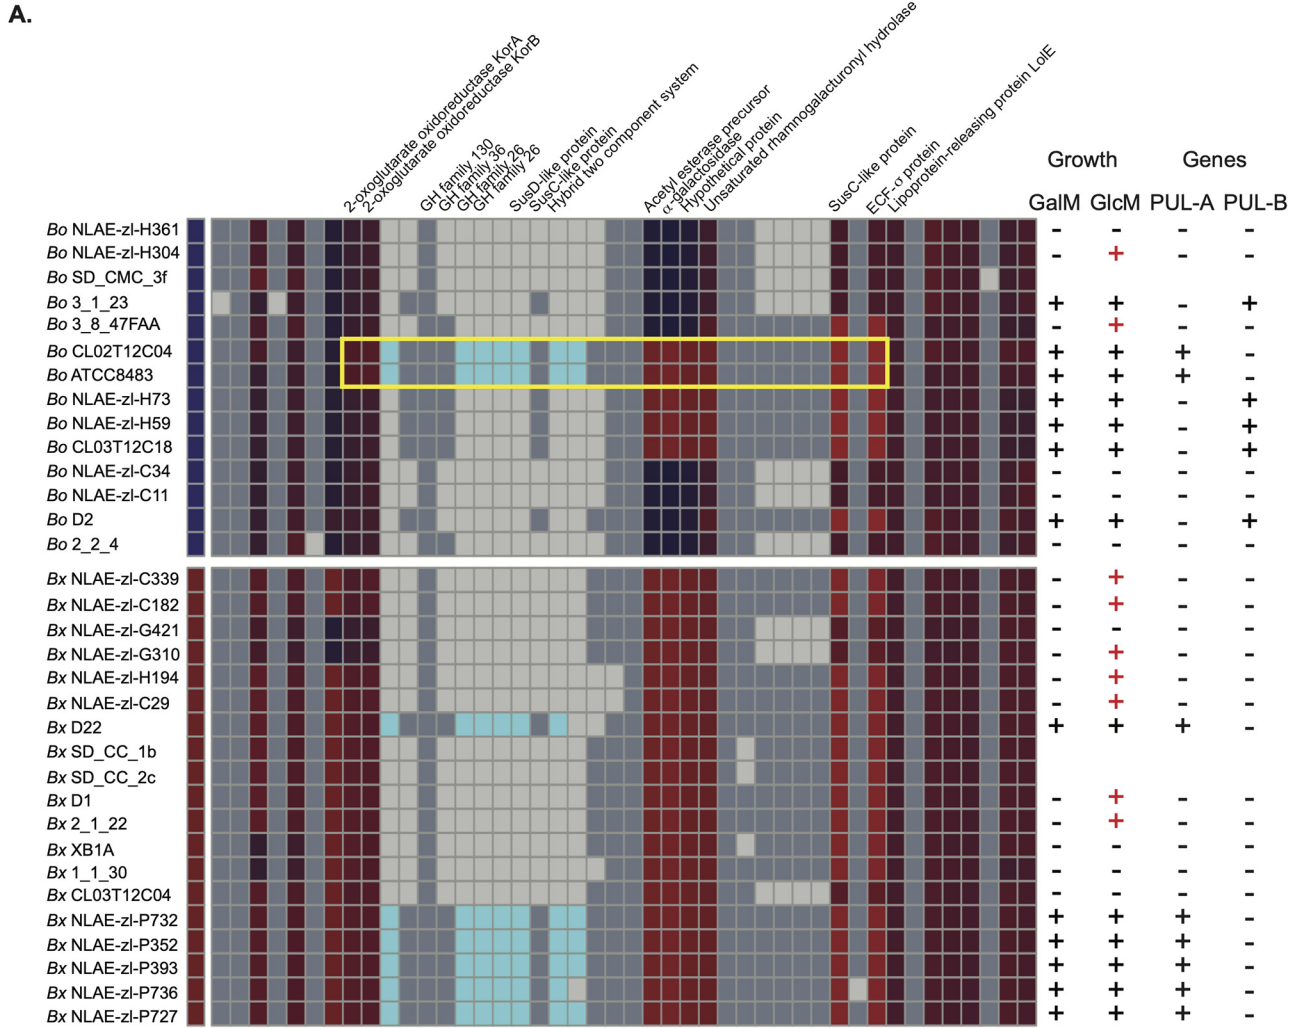 A.
2-oxoglutarate oxidoreductase KorA
2-oxoglutarate oxidoreductase KorB
GH family 130
GH family 36
GH family 26
GH family 26
SusD-like protein
SusC-like protein
Hybrid two component system
Acetyl esterase precursor
α-galactosidase
Hypothetical protein
Unsaturated rhamnogalacturonyl hydrolase
SusC-like protein
ECF-σ protein
Lipoprotein-releasing protein LolE
Growth Genes
GalM GlcM PUL-A PUL-B
Bo NLAE-zl-H361 - - - -
Bo NLAE-zl-H304 - + - -
Bo SD_CMC_3f
Bo 3_1_23 + + - +
Bo 3_8_47FAA - + - -
Bo CL02T12C04 + + + -
Bo ATCC8483 + + + -
Bo NLAE-zl-H73 + + - +
Bo NLAE-zl-H59 + + - +
Bo CL03T12C18 + + - +
Bo NLAE-zl-C34 - - - -
Bo NLAE-zl-C11 - - - -
Bo D2 + + - +
Bo 2_2_4 - - - -
Bx NLAE-zl-C339 - + - -
Bx NLAE-zl-C182 - + - -
Bx NLAE-zl-G421 - - - -
Bx NLAE-zl-G310 - + - -
Bx NLAE-zl-H194 - + - -
Bx NLAE-zl-C29 - + - -
Bx D22 + + + -
Bx SD_CC_1b
Bx SD_CC_2c
Bx D1 - + - -
Bx 2_1_22 - + - -
Bx XB1A - - - -
Bx 1_1_30 - - - -
Bx CL03T12C04 - - - -
Bx NLAE-zl-P732 + + + -
Bx NLAE-zl-P352 + + + -
Bx NLAE-zl-P393 + + + -
Bx NLAE-zl-P736 + + + -
Bx NLAE-zl-P727 + + + -